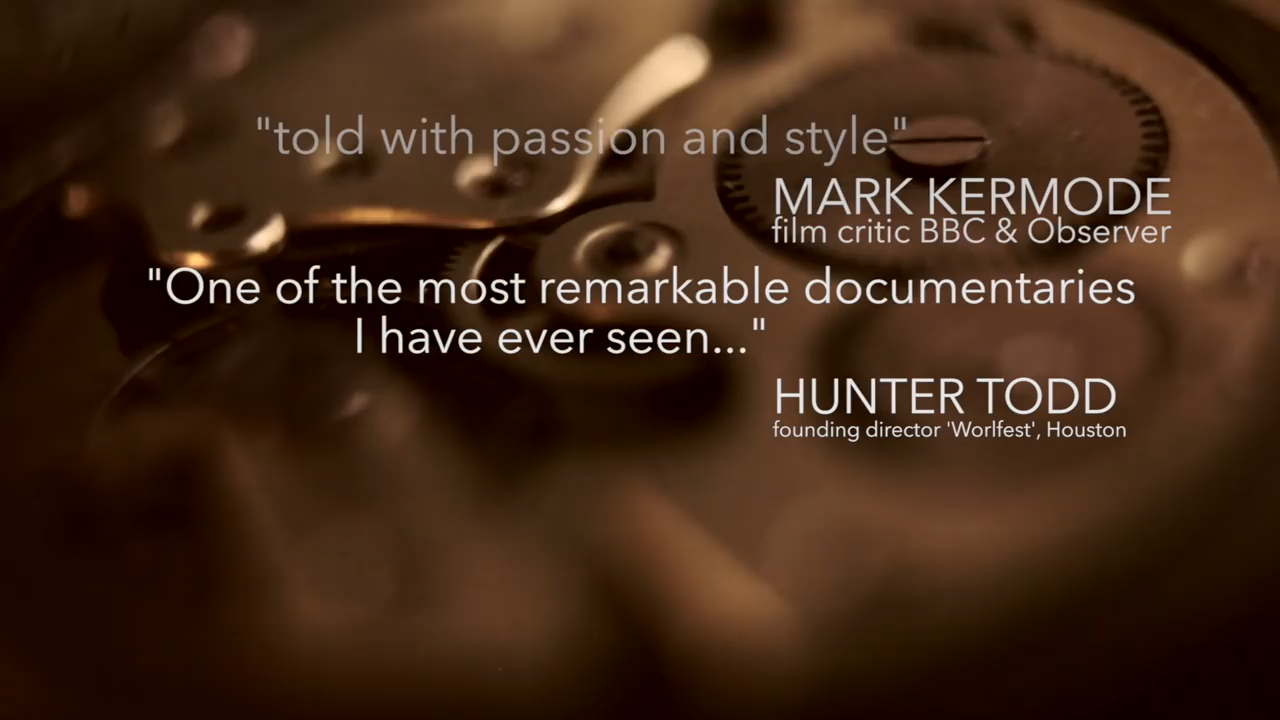 "told with passion and style"
MARK KERMODE
film critic BBC & Observer
"One of the most remarkable documentaries
I have ever seen..."
HUNTER TODD
founding director 'Worlfest', Houston